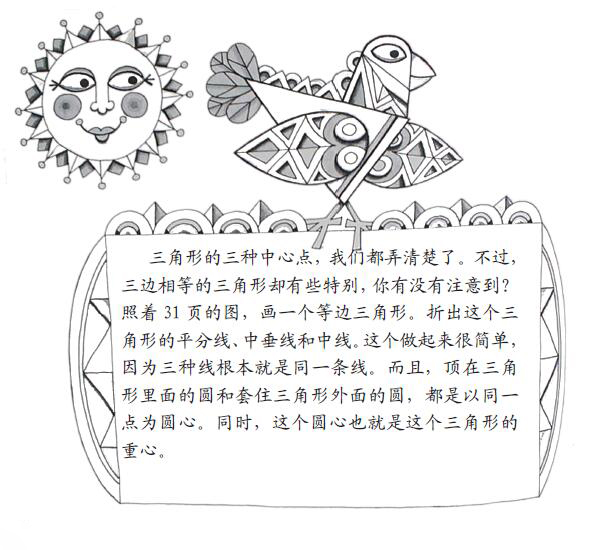 三角形的三种中心点，我们都弄清楚了。不过，
三边相等的三角形却有些特别，你有没有注意到？
照着 31 页的图，画一个等边三角形。折出这个三
角形的平分线、中垂线和中线。这个做起来很简单，
因为三种线根本就是同一条线。而且，顶在三角
形里面的圆和套住三角形外面的圆，都是以同一
点为圆心。同时，这个圆心也就是这个三角形的
重心。